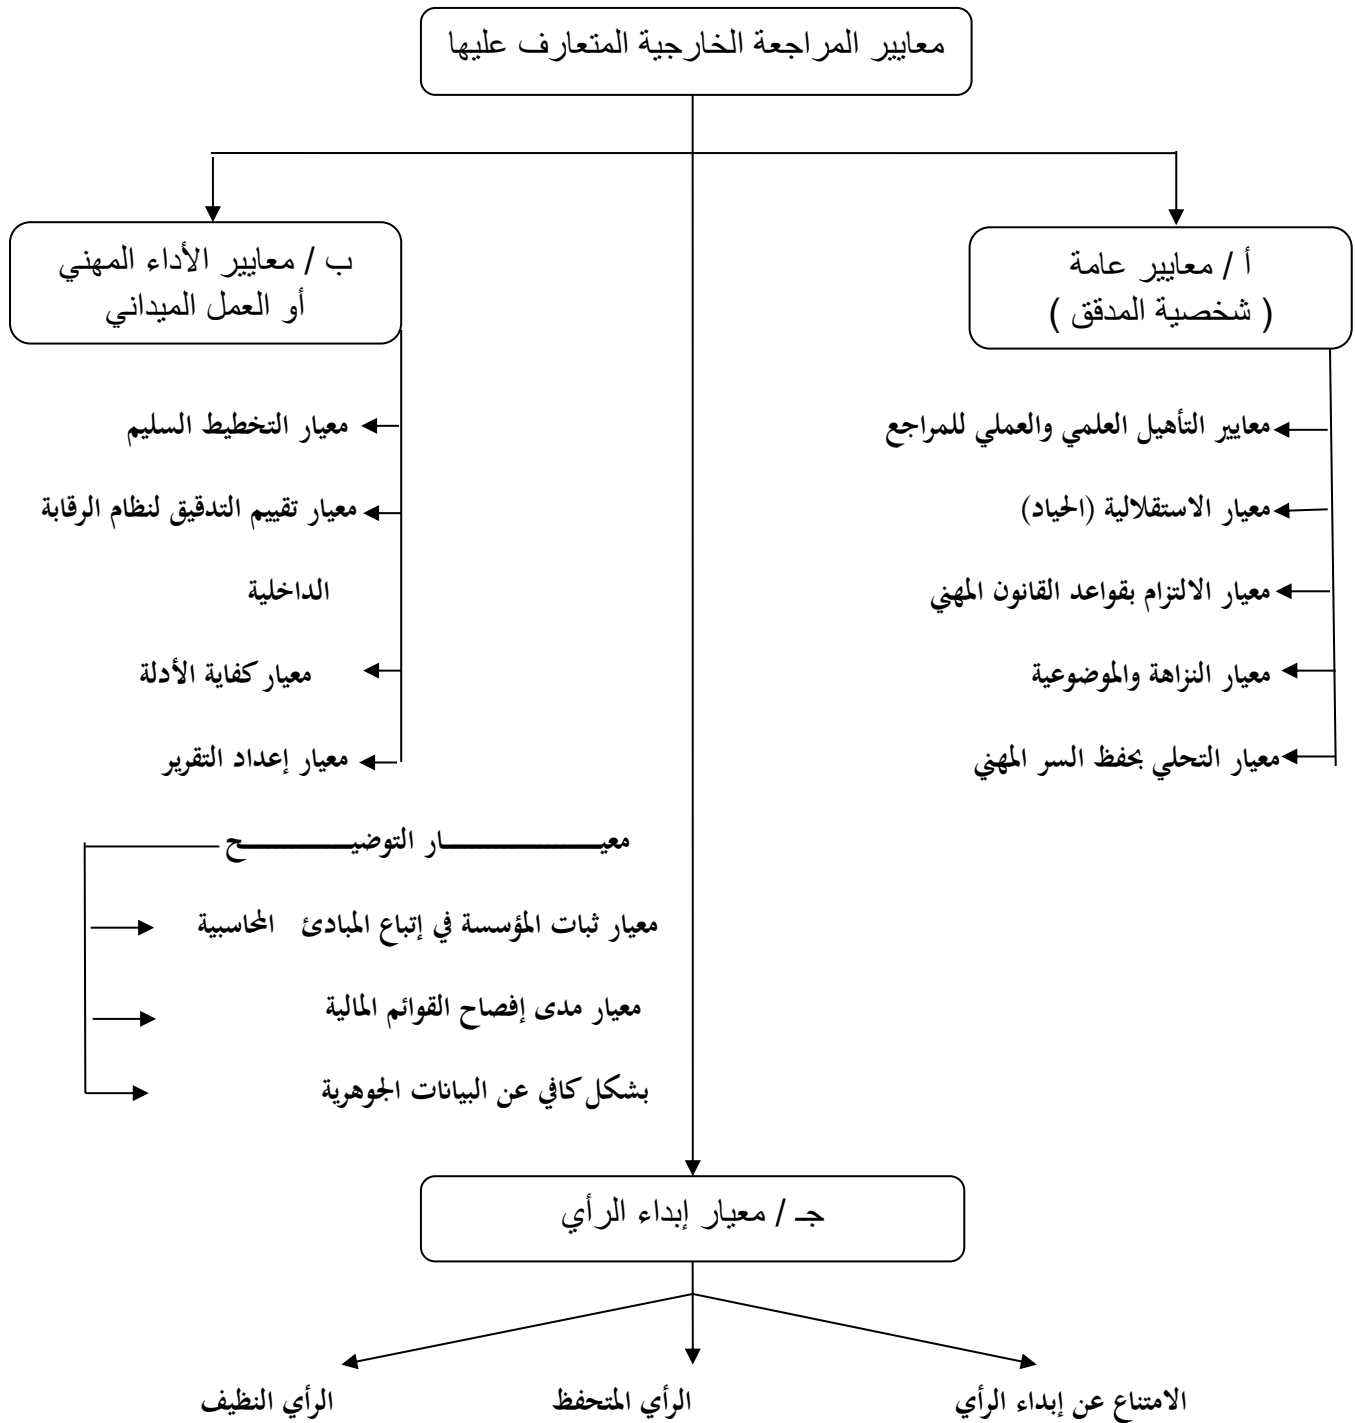 معايير المراجعة الخارجية المتعارف عليها
أ / معايير عامة
( شخصية المدقق )
معايير التأهيل العلمي والعملي للمراجع
معيار الاستقلالية (الحياد)
معيار الالتزام بقواعد القانون المهني
معيار النزاهة والموضوعية
معيار التحلي بحفظ السر المهني
ب / معايير الأداء المهني
أو العمل الميداني
معيار التخطيط السليم
معيار تقييم التدقيق لنظام الرقابة
الداخلية
معيار كفاية الأدلة
معيار إعداد التقرير
معيـــــــــــــــار التوضيـــــــــــــح
معيار ثبات المؤسسة في إتباع المبادئ المحاسبية
معيار مدى إفصاح القوائم المالية
بشكل كافي عن البيانات الجوهرية
جـ / معيار إبداء الرأي
الامتناع عن إبداء الرأي
الرأي المتحفظ
الرأي النظيف